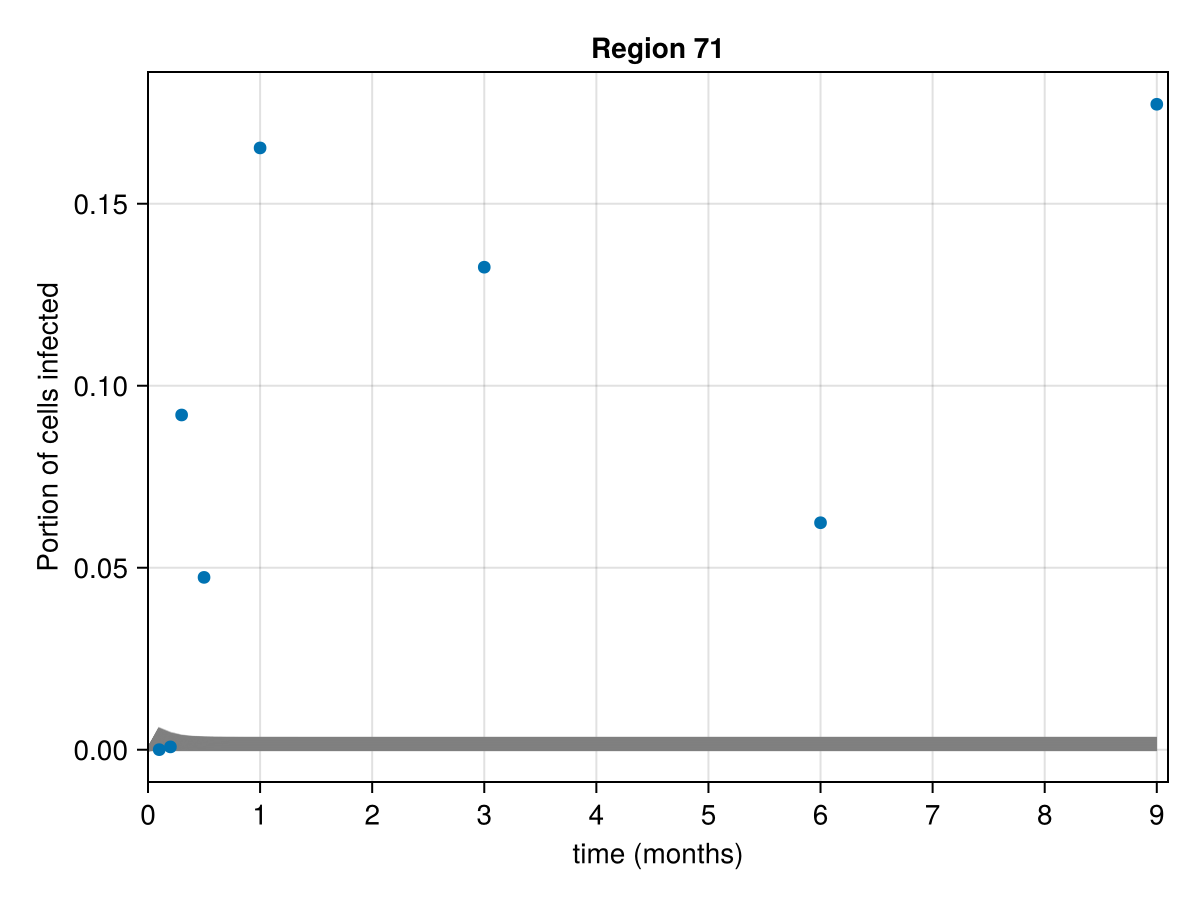 Region 71
Portion of cells infected
0.15
0.10
0.05
0.00
0 1 2 3 4 5 6 7 8 9
time (months)